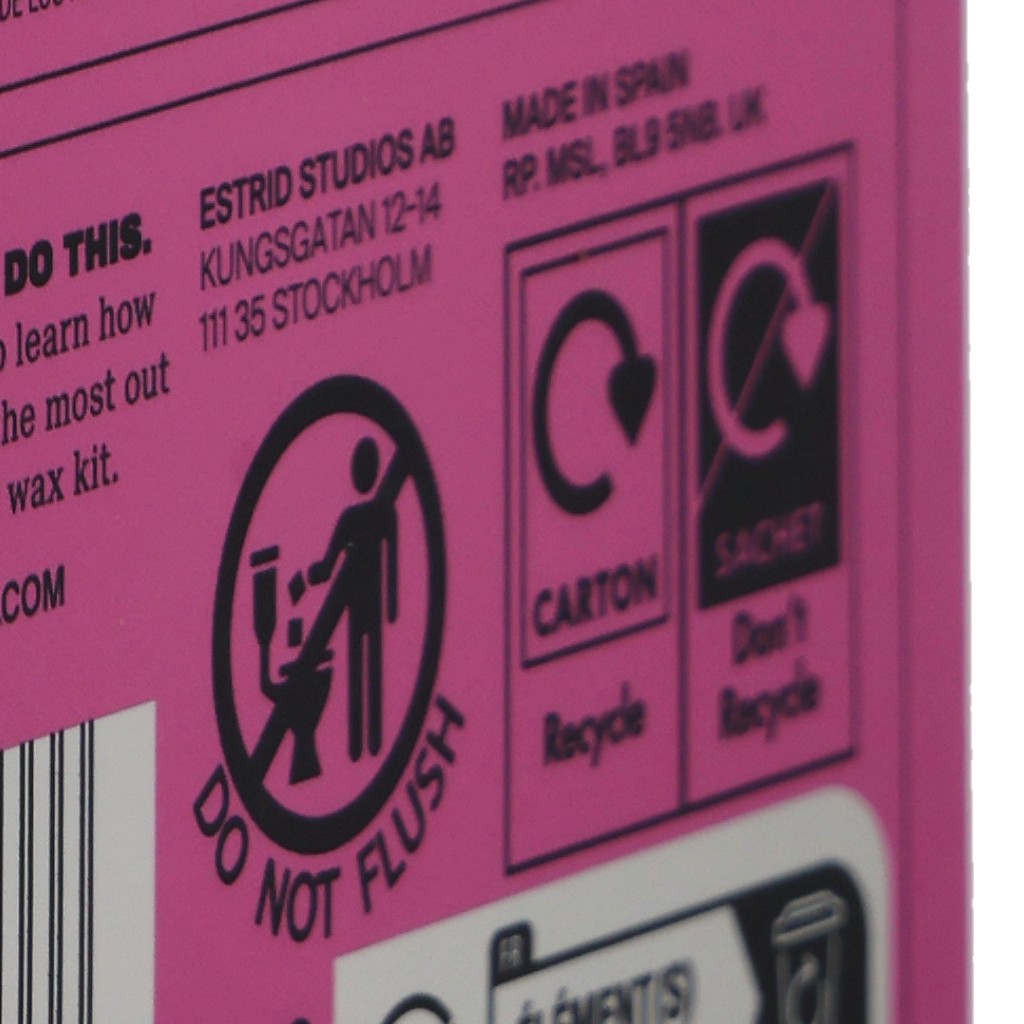 MADE IN SPAIN
RP. MSL, BL9 5NB. UK
ESTRID STUDIOS AB
KUNGSGATAN 12-14
111 35 STOCKHOLM
DO THIS.
learn how
the most out
wax kit.
.COM
DO NOT FLUSH
CARTON
Recycle
SACHET
Don't
Recycle
FR
ÉLÉMENT(S)